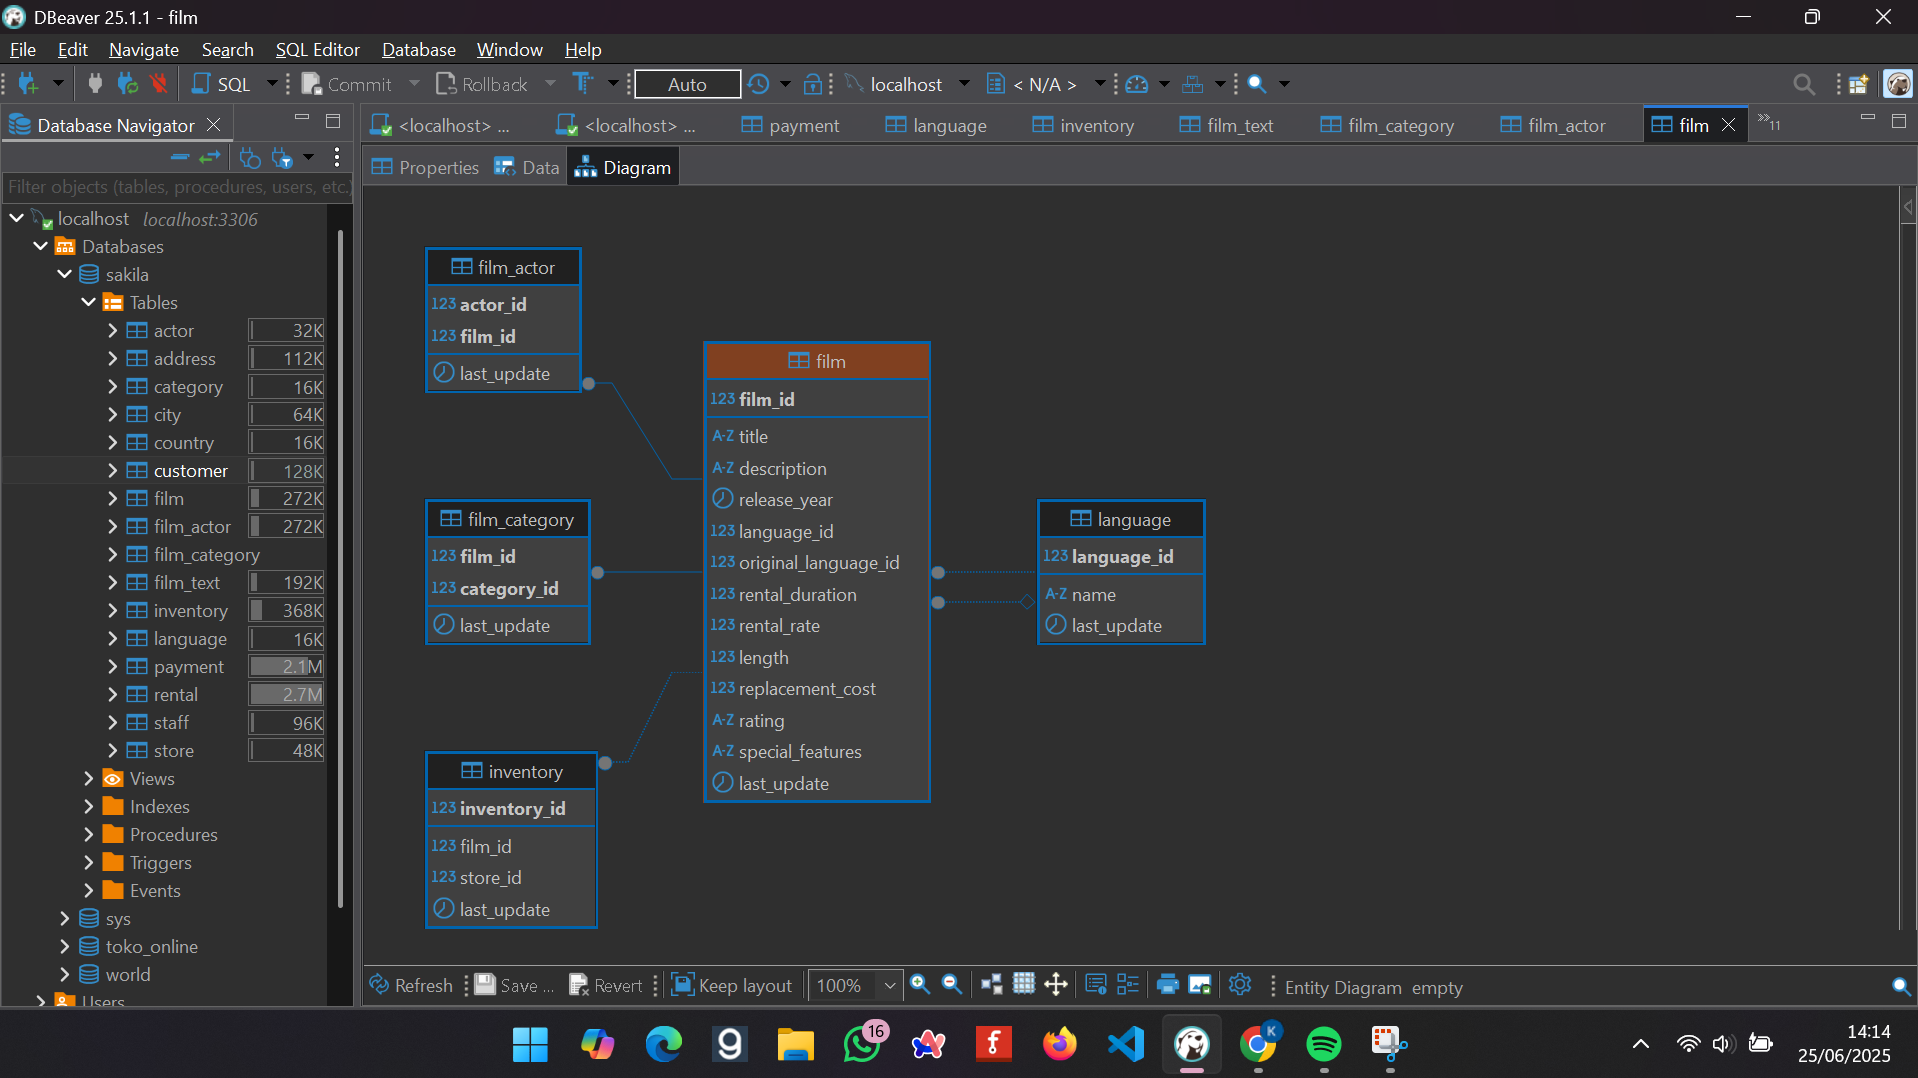 DBeaver 25.1.1 - film
File Edit Navigate Search SQL Editor Database Window Help
SQL Commit Rollback Auto localhost < N/A >
Database Navigator
<localhost> ... <localhost> ... payment language inventory film_text film_category film_actor film »11
Properties Data Diagram
Filter objects (tables, procedures, users, etc.)
localhost localhost:3306
Databases
sakila
Tables
actor 32K
address 112K
category 16K
city 64K
country 16K
customer 128K
film 272K
film_actor 272K
film_category
film_text 192K
inventory 368K
language 16K
payment 2.1M
rental 2.7M
staff 96K
store 48K
Views
Indexes
Procedures
Triggers
Events
sys
toko_online
world
Users
film_actor
123 actor_id
123 film_id
last_update
film_category
123 film_id
123 category_id
last_update
inventory
123 inventory_id
123 film_id
123 store_id
last_update
film
123 film_id
A-Z title
A-Z description
release_year
123 language_id
123 original_language_id
123 rental_duration
123 rental_rate
123 length
123 replacement_cost
A-Z rating
A-Z special_features
last_update
language
123 language_id
A-Z name
last_update
Refresh Save ... Revert Keep layout 100% Entity Diagram empty
16
K
14:14
25/06/2025